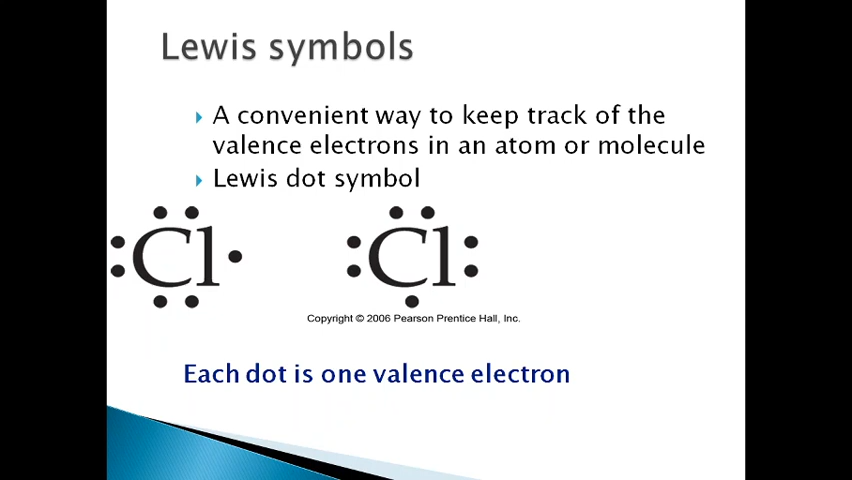 Lewis symbols
A convenient way to keep track of the
valence electrons in an atom or molecule
Lewis dot symbol
Cl Cl
Copyright © 2006 Pearson Prentice Hall, Inc.
Each dot is one valence electron